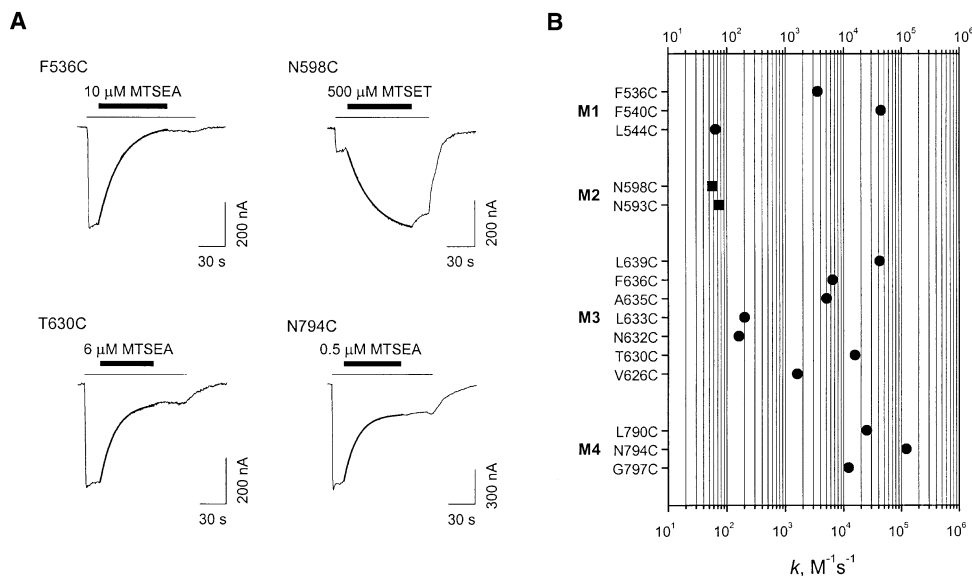 A
F536C
10 μM MTSEA
200 nA
30 s
N598C
500 μM MTSET
200 nA
30 s
T630C
6 μM MTSEA
200 nA
30 s
N794C
0.5 μM MTSEA
300 nA
30 s
B
10¹ 10² 10³ 10⁴ 10⁵ 10⁶
M1
F536C
F540C
L544C
M2
N598C
N593C
M3
L639C
F636C
A635C
L633C
N632C
T630C
V626C
M4
L790C
N794C
G797C
10¹ 10² 10³ 10⁴ 10⁵ 10⁶
k, M⁻¹s⁻¹